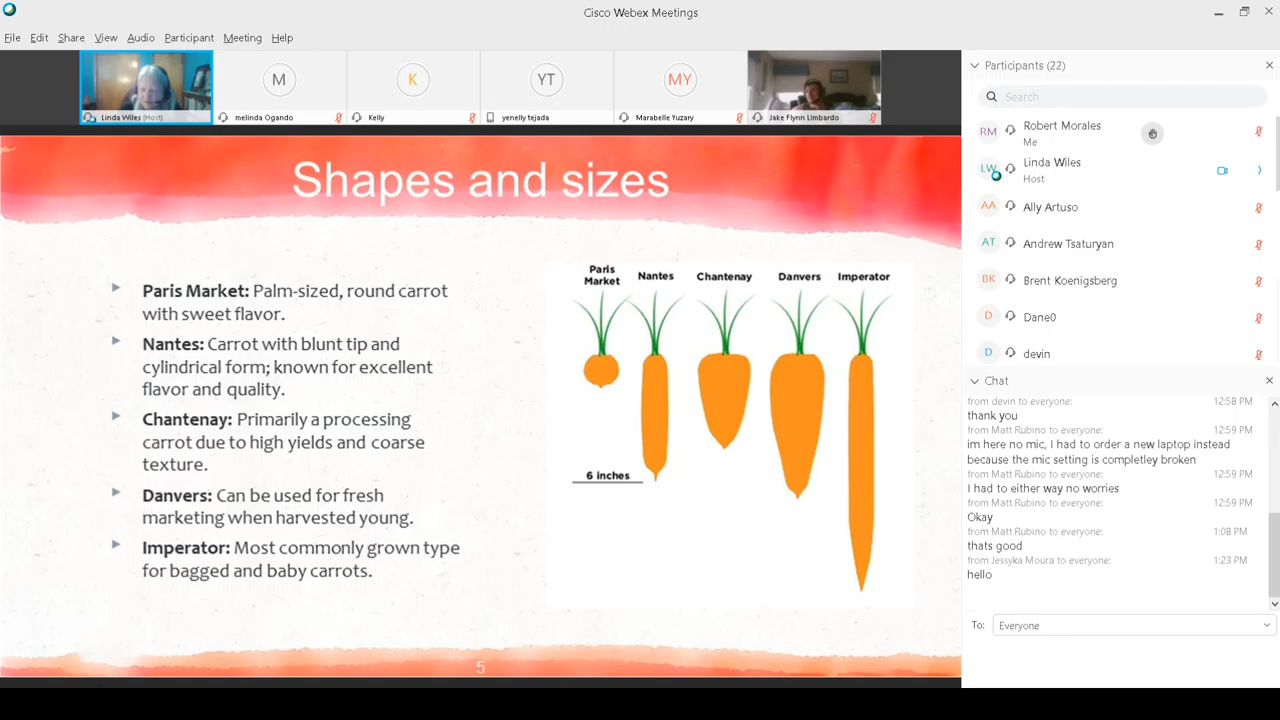 Cisco Webex Meetings
File Edit Share View Audio Participant Meeting Help
Linda Wiles (Host)
M
melinda Ogando
K
Kelly
YT
yenelly tejada
MY
Marabelle Yuzary
Jake Flynn Limbardo
Shapes and sizes
Paris Market: Palm-sized, round carrot
with sweet flavor.
Nantes: Carrot with blunt tip and
cylindrical form; known for excellent
flavor and quality.
Chantenay: Primarily a processing
carrot due to high yields and coarse
texture.
Danvers: Can be used for fresh
marketing when harvested young.
Imperator: Most commonly grown type
for bagged and baby carrots.
Paris
Market
Nantes
Chantenay
Danvers
Imperator
6 inches
5
Participants (22)
Search
RM
Robert Morales
Me
LW
Linda Wiles
Host
AA
Ally Artuso
AT
Andrew Tsaturyan
BK
Brent Koenigsberg
D
Dane0
D
devin
Chat
from devin to everyone: 12:58 PM
thank you
from Matt Rubino to everyone: 12:59 PM
im here no mic, I had to order a new laptop instead
because the mic setting is completley broken
from Matt Rubino to everyone: 12:59 PM
I had to either way no worries
from Matt Rubino to everyone: 12:59 PM
Okay
from Matt Rubino to everyone: 1:08 PM
thats good
from Jessyka Moura to everyone: 1:23 PM
hello
To: Everyone